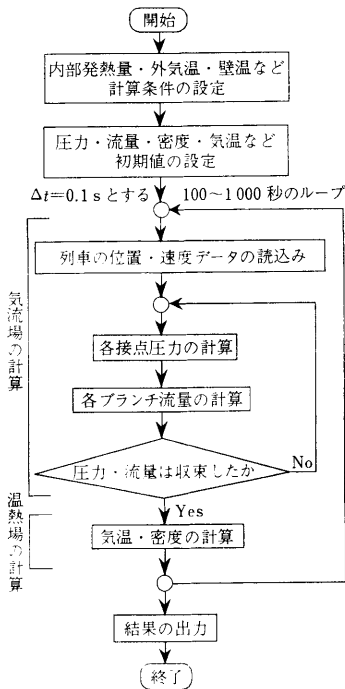 開始
内部発熱量・外気温・壁温など
計算条件の設定
圧力・流量・密度・気温など
初期値の設定
Δt=0.1sとする
100~1000秒のループ
列車の位置・速度データの読込み
各接点圧力の計算
各ブランチ流量の計算
圧力・流量は収束したか
No
Yes
気温・密度の計算
結果の出力
終了
気流場の計算
温熱場の計算